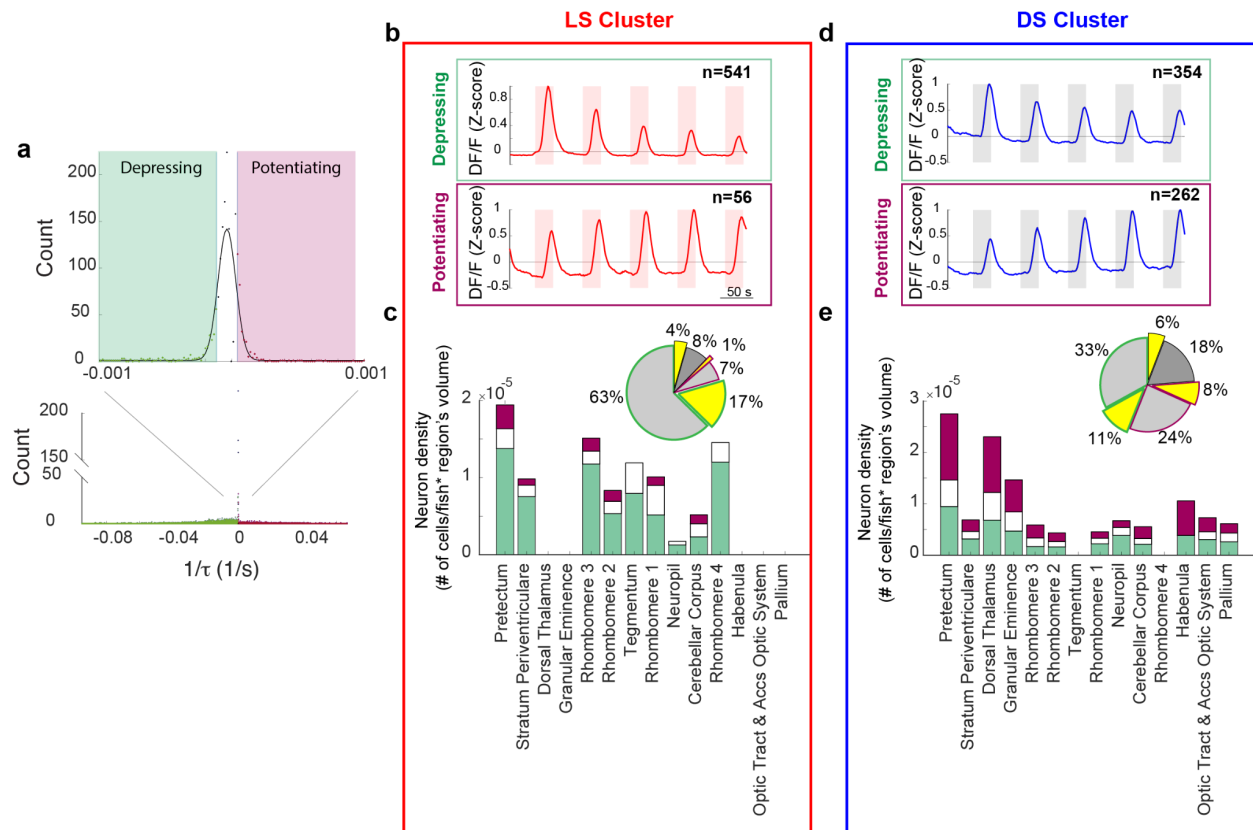 LS Cluster
DS Cluster
a
Depressing
Potentiating
Count
200
150
100
50
0
-0.001
0.001
Count
200
150
50
0
-0.08
-0.04
0
0.04
1/τ (1/s)
b
Depressing
DF/F (Z-score)
0.8
0.4
0
n=541
Potentiating
DF/F (Z-score)
1
0.5
0
-0.5
n=56
50 s
c
4%
8%
1%
7%
17%
63%
×10-5
Neuron density
(# of cells/fish* region's volume)
2
1
0
Pretectum
Stratum Periventriculare
Dorsal Thalamus
Granular Eminence
Rhombomere 3
Rhombomere 2
Tegmentum
Rhombomere 1
Neuropil
Cerebellar Corpus
Rhombomere 4
Habenula
Optic Tract & Accs Optic System
Pallium
d
Depressing
DF/F (Z-score)
1
0.5
0
-0.5
n=354
Potentiating
DF/F (Z-score)
1
0.5
0
-0.5
n=262
e
6%
18%
8%
24%
11%
33%
×10-5
Neuron density
(# of cells/fish* region's volume)
3
2
1
0
Pretectum
Stratum Periventriculare
Dorsal Thalamus
Granular Eminence
Rhombomere 3
Rhombomere 2
Tegmentum
Rhombomere 1
Neuropil
Cerebellar Corpus
Rhombomere 4
Habenula
Optic Tract & Accs Optic System
Pallium